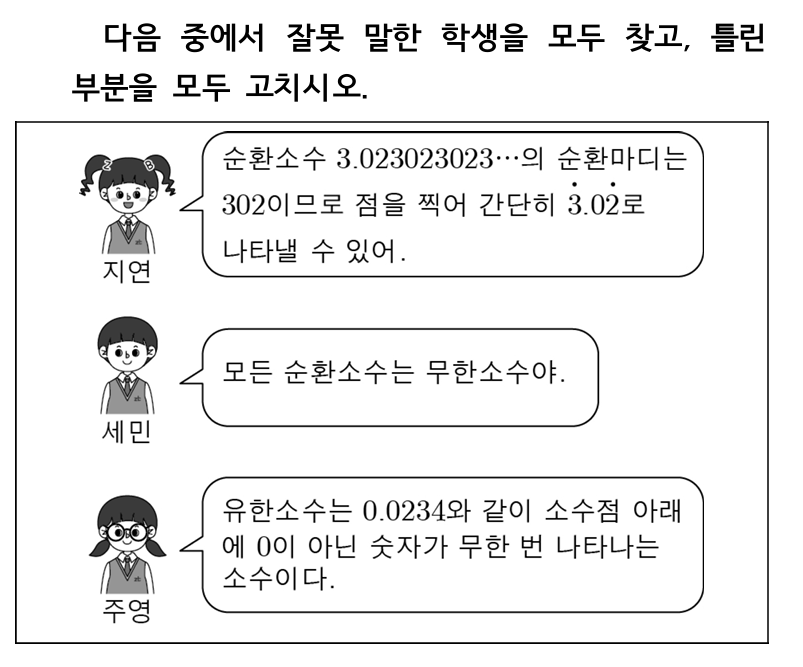 다음 중에서 잘못 말한 학생을 모두 찾고, 틀린
부분을 모두 고치시오.
순환소수 3.023023023⋯의 순환마디는
302이므로 점을 찍어 간단히 3̇.02̇로
나타낼 수 있어.
지연
모든 순환소수는 무한소수야.
세민
유한소수는 0.0234와 같이 소수점 아래
에 0이 아닌 숫자가 무한 번 나타나는
소수이다.
주영